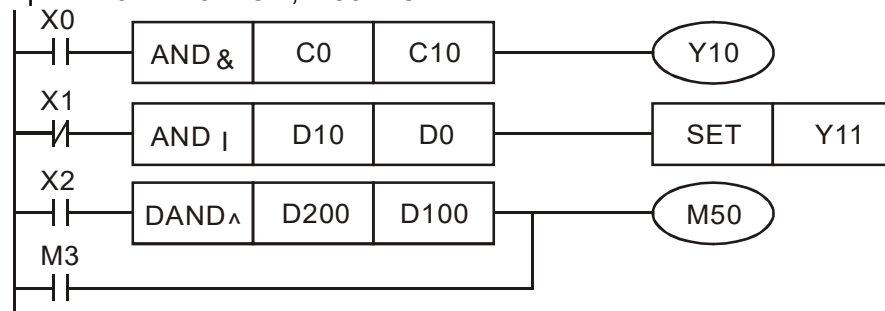 X0
AND & C0 C10 Y10
X1
AND | D10 D0 SET Y11
X2
DAND ^ D200 D100 M50
M3